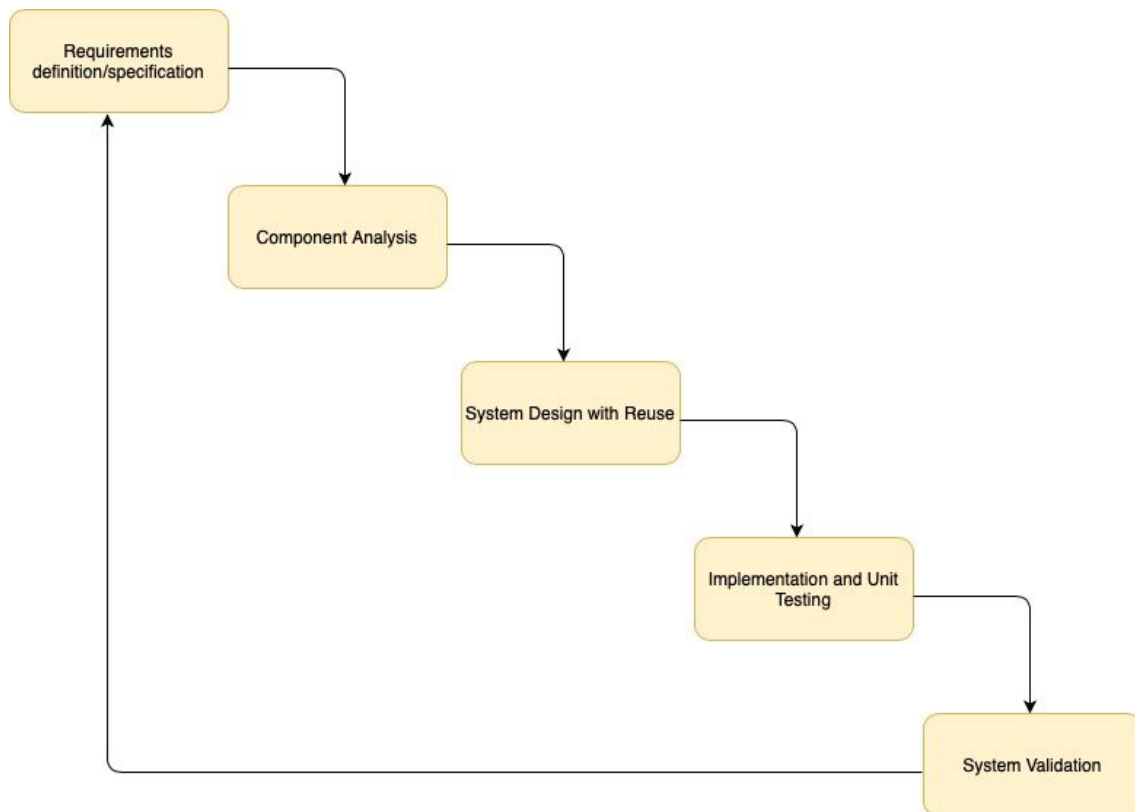 Requirements
definition/specification
Component Analysis
System Design with Reuse
Implementation and Unit
Testing
System Validation